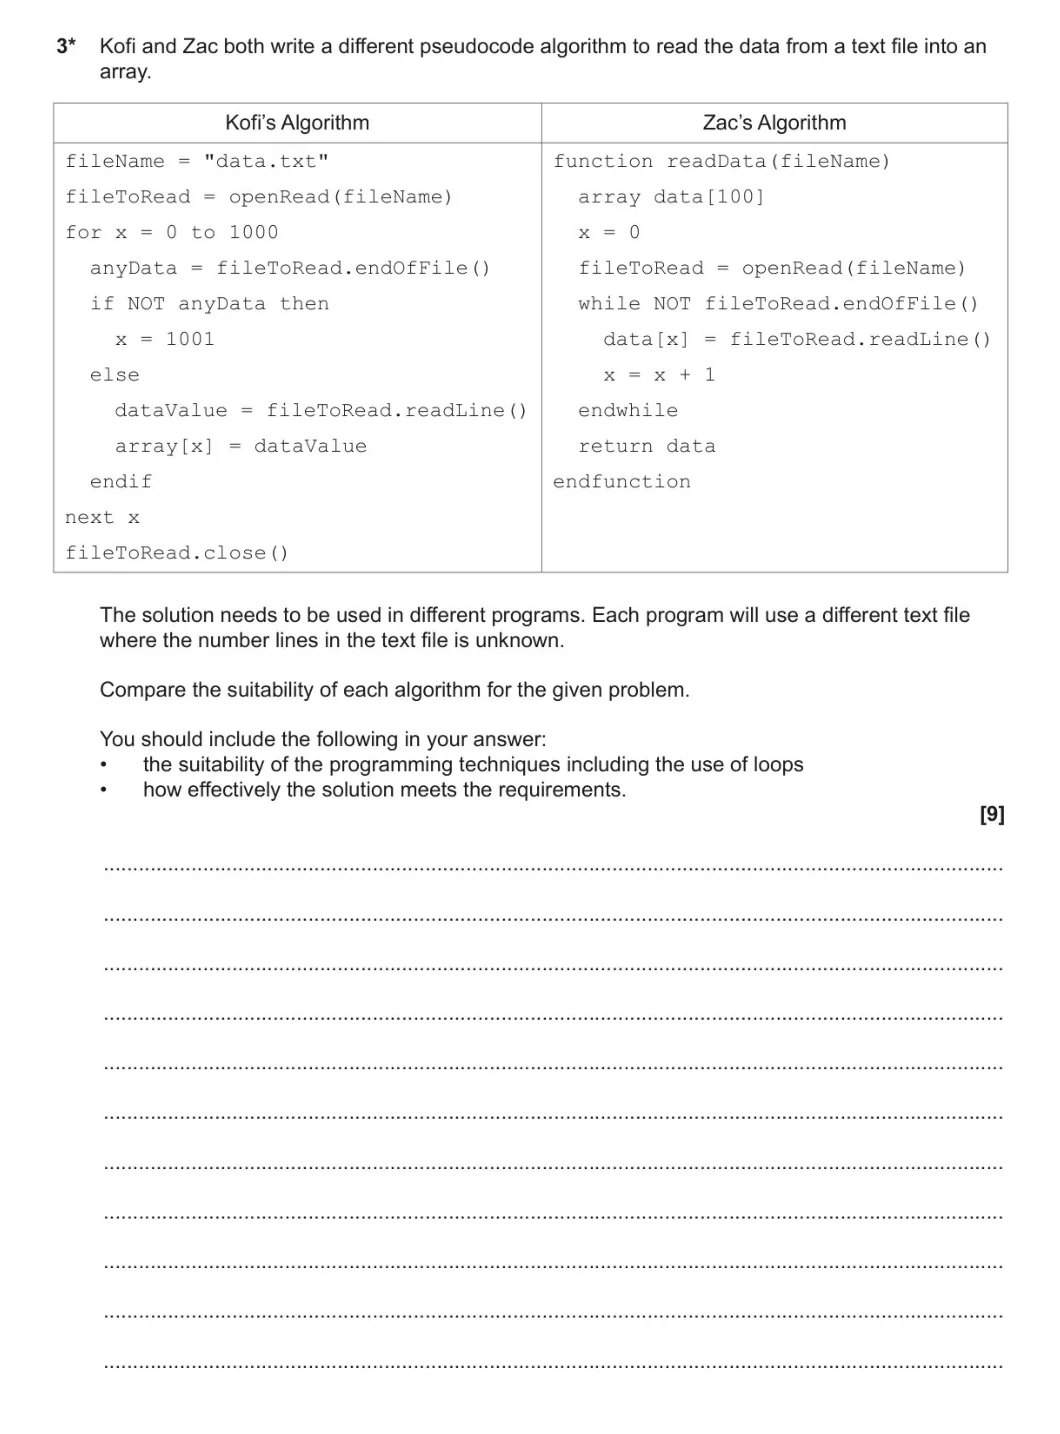 3* Kofi and Zac both write a different pseudocode algorithm to read the data from a text file into an
array.
Kofi's Algorithm
fileName = "data.txt"
fileToRead = openRead(fileName)
for x = 0 to 1000
anyData = fileToRead.endOfFile()
if NOT anyData then
x = 1001
else
dataValue = fileToRead.readLine()
array[x] = dataValue
endif
next x
fileToRead.close()
Zac's Algorithm
function readData(fileName)
array data[100]
x = 0
fileToRead = openRead(fileName)
while NOT fileToRead.endOfFile()
data[x] = fileToRead.readLine()
x = x + 1
endwhile
return data
endfunction
The solution needs to be used in different programs. Each program will use a different text file
where the number lines in the text file is unknown.
Compare the suitability of each algorithm for the given problem.
You should include the following in your answer:
• the suitability of the programming techniques including the use of loops
• how effectively the solution meets the requirements.
[9]